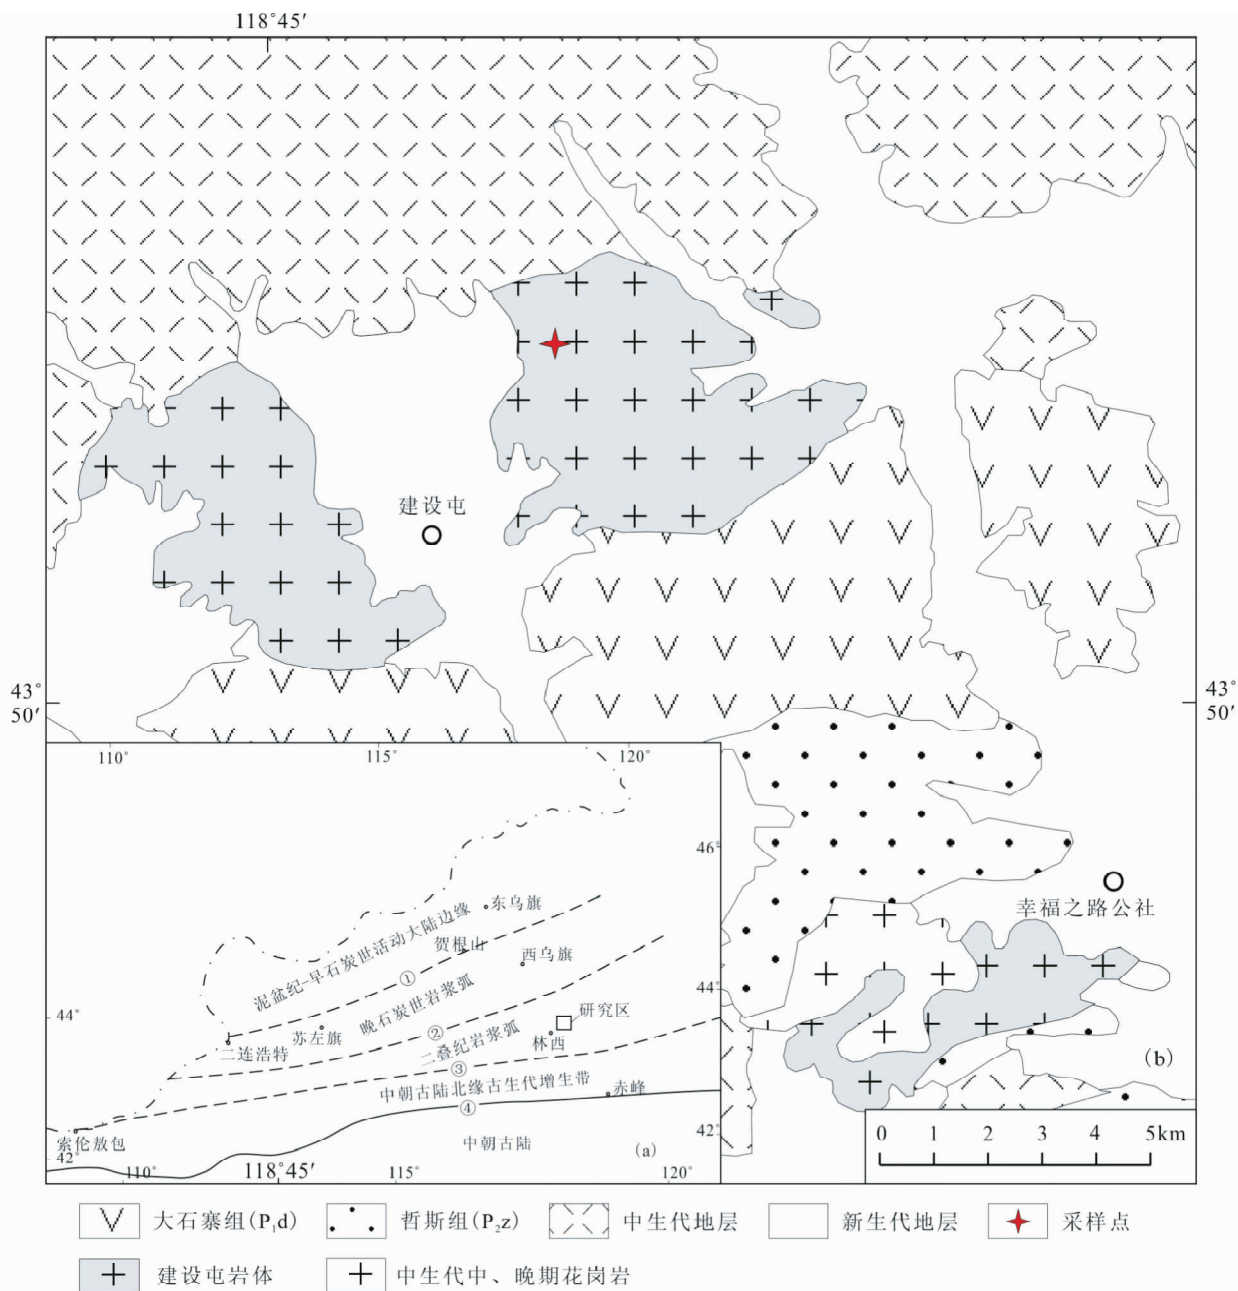 118°45′
建设屯
43°
50′
43°
50′
110°
115°
120°
46°
东乌旗
泥盆纪-早石炭世活动大陆边缘
贺根山
①
西乌旗
44°
晚石炭世岩浆弧
研究区
44°
苏左旗
②
二连浩特
二叠纪岩浆弧
林西
③
中朝古陆北缘古生代增生带
赤峰
④
索伦敖包
中朝古陆
(a)
42°
42°
110°
118°45′
115°
120°
幸福之路公社
(b)
0 1 2 3 4 5km
大石寨组(P₁d) 哲斯组(P₂z) 中生代地层 新生代地层 采样点
建设屯岩体 中生代中、晚期花岗岩